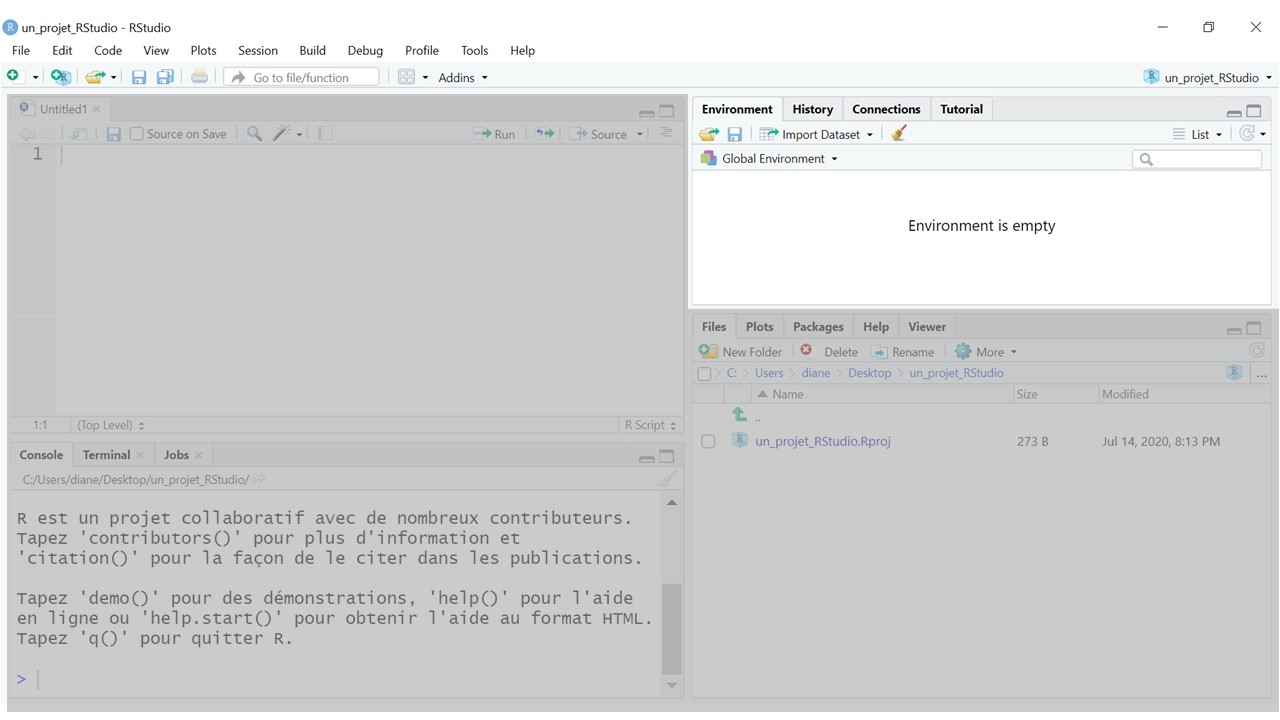 un_projet_RStudio - RStudio
File Edit Code View Plots Session Build Debug Profile Tools Help
Go to file/function Addins un_projet_RStudio
Untitled1
Source on Save Run Source
1
1:1 (Top Level) R Script
Environment History Connections Tutorial
Import Dataset List
Global Environment
Environment is empty
Console Terminal Jobs
C:/Users/diane/Desktop/un_projet_RStudio/
R est un projet collaboratif avec de nombreux contributeurs.
Tapez 'contributors()' pour plus d'information et
'citation()' pour la façon de le citer dans les publications.
Tapez 'demo()' pour des démonstrations, 'help()' pour l'aide
en ligne ou 'help.start()' pour obtenir l'aide au format HTML.
Tapez 'q()' pour quitter R.
>
Files Plots Packages Help Viewer
New Folder Delete Rename More
C: Users diane Desktop un_projet_RStudio ...
Name Size Modified
..
un_projet_RStudio.Rproj 273 B Jul 14, 2020, 8:13 PM